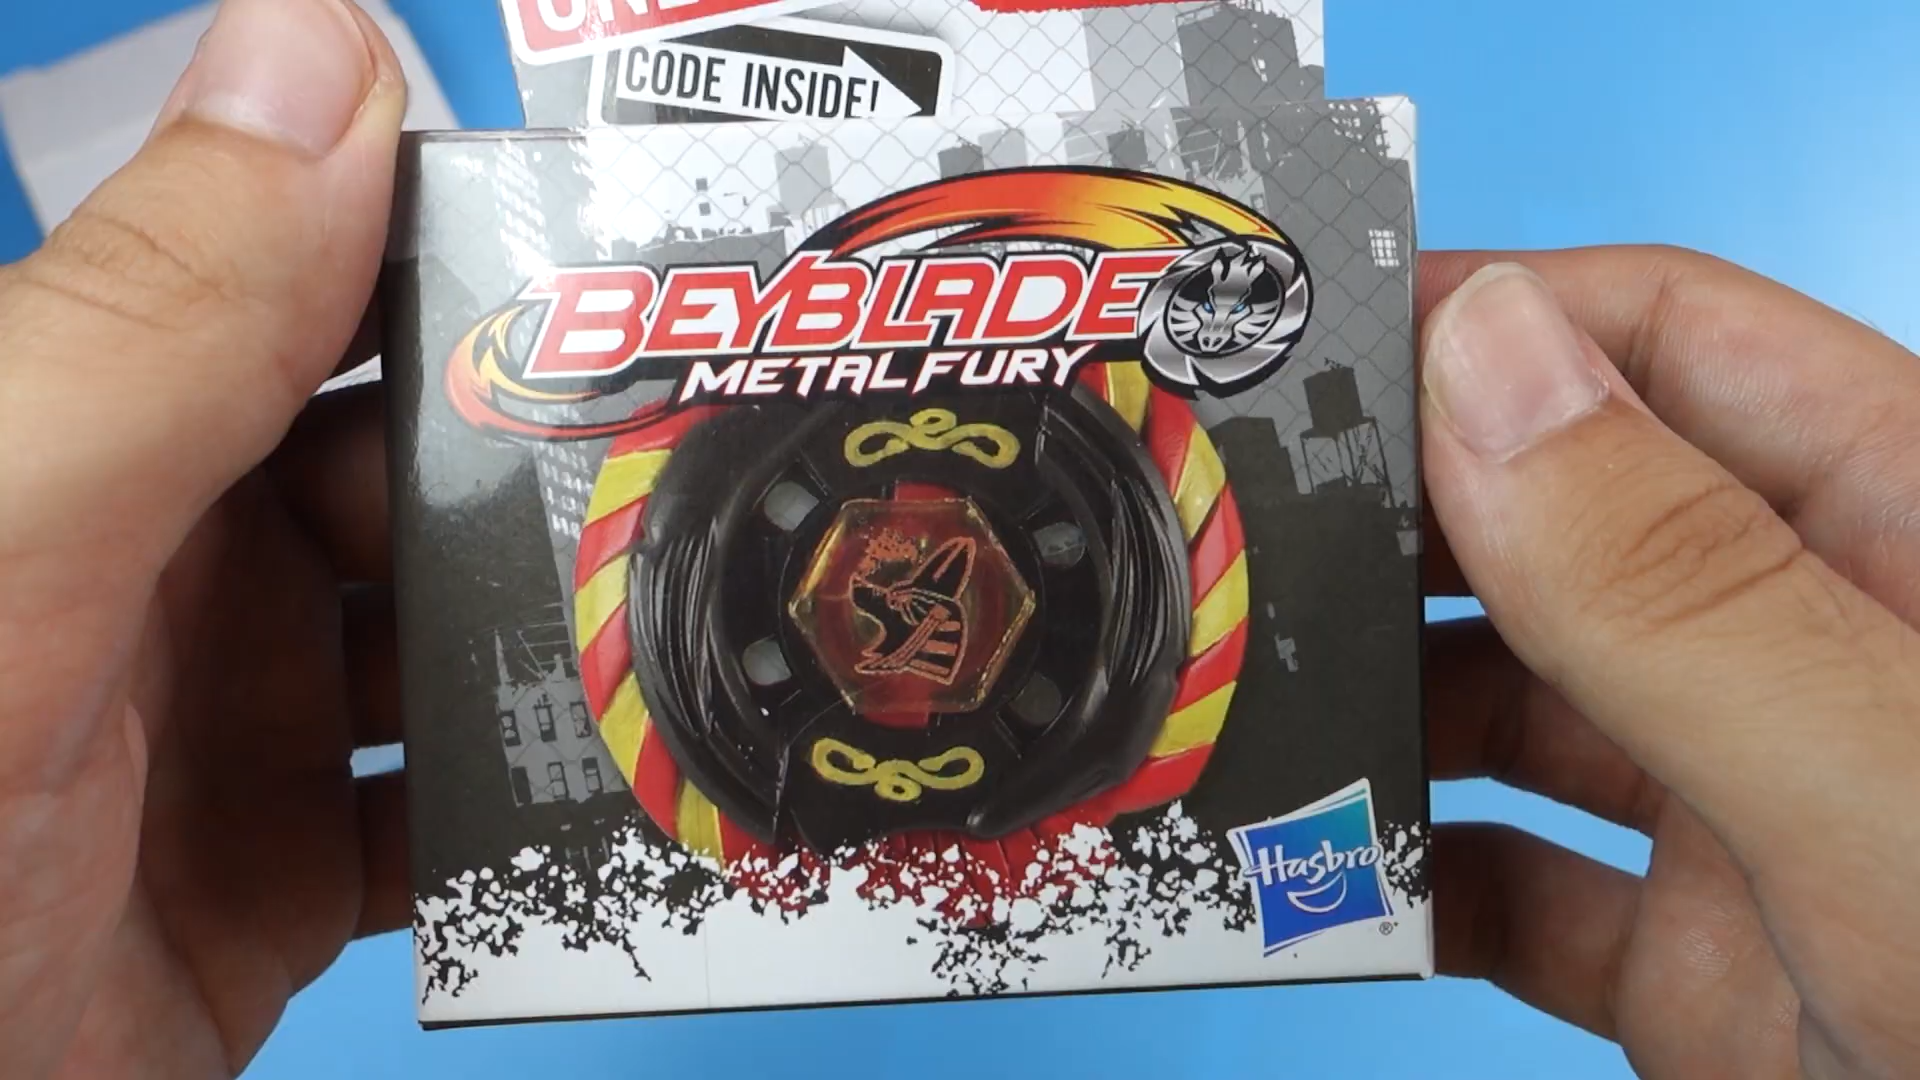 CODE INSIDE!
BEYBLADE
METAL FURY
Hasbro
®